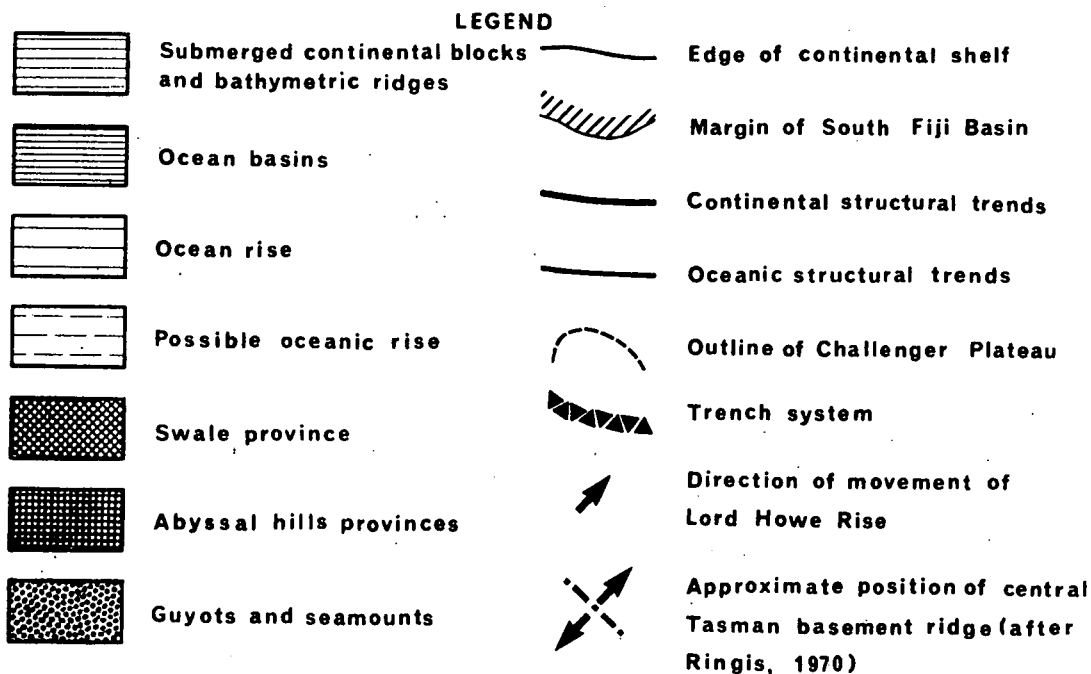 LEGEND
Submerged continental blocks
and bathymetric ridges
Ocean basins
Ocean rise
Possible oceanic rise
Swale province
Abyssal hills provinces
Guyots and seamounts
Edge of continental shelf
Margin of South Fiji Basin
Continental structural trends
Oceanic structural trends
Outline of Challenger Plateau
Trench system
Direction of movement of
Lord Howe Rise
Approximate position of central
Tasman basement ridge (after
Ringis, 1970)